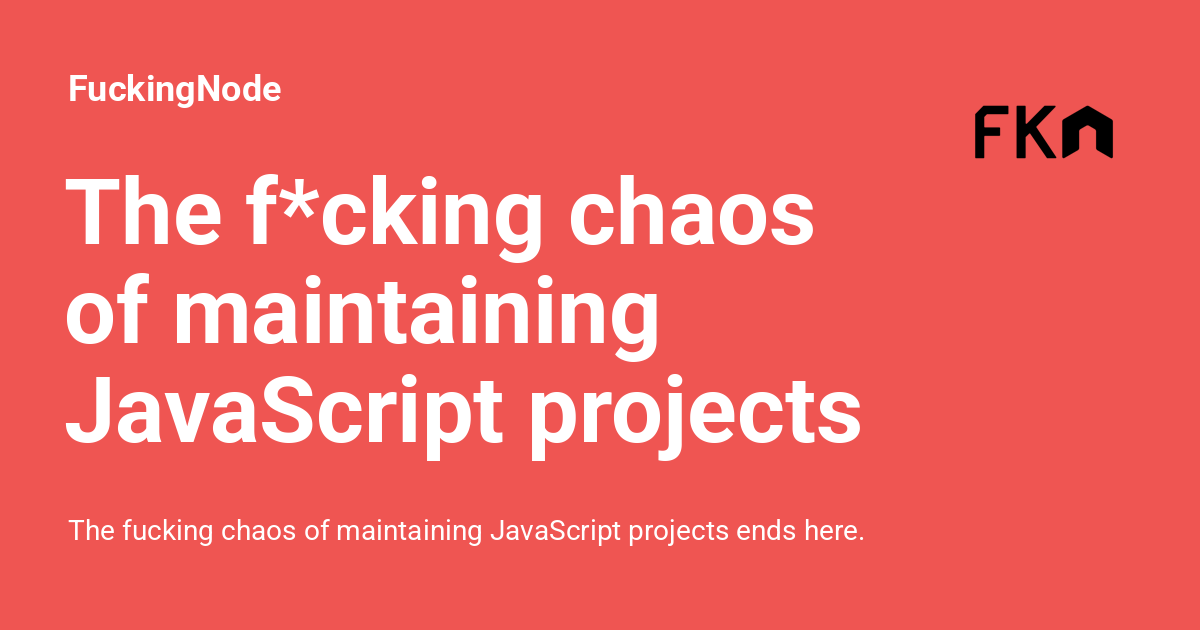 FuckingNode
FKn
The f*cking chaos
of maintaining
JavaScript projects
The fucking chaos of maintaining JavaScript projects ends here.